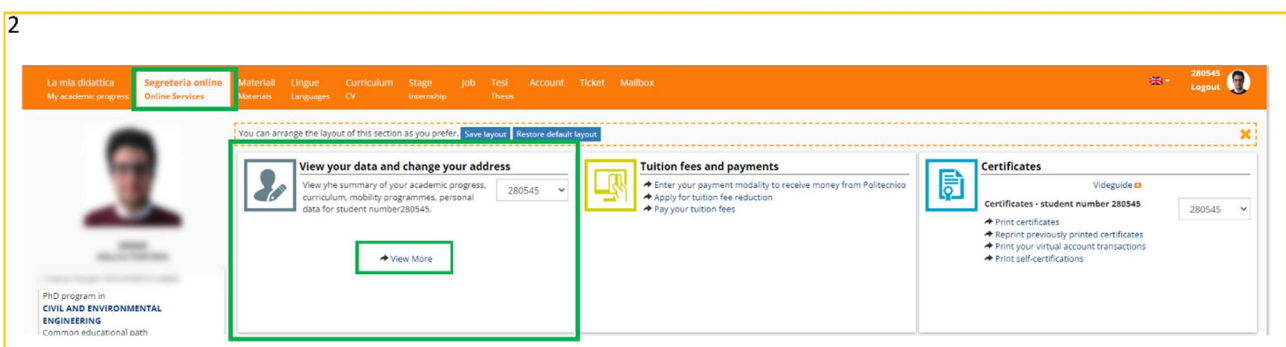 2
La mia didattica
My academic progress
Segreteria online
Online Services
Materiali
Materials
Lingue
Languages
Curriculum
CV
Stage
Internship
Job
Tesi
Thesis
Account
Ticket
Mailbox
280545
Logout
You can arrange the layout of this section as you prefer. Save layout Restore default layout
View your data and change your address
View yhe summary of your academic progress,
curriculum, mobility programmes, personal
data for student number280545.
280545
View More
Tuition fees and payments
Enter your payment modality to receive money from Politecnico
Apply for tuition fee reduction
Pay your tuition fees
Certificates
Videguide
Certificates - student number 280545
280545
Print certificates
Reprint previously printed certificates
Print your virtual account transactions
Print self-certifications
PhD program in
CIVIL AND ENVIRONMENTAL
ENGINEERING
Common educational path